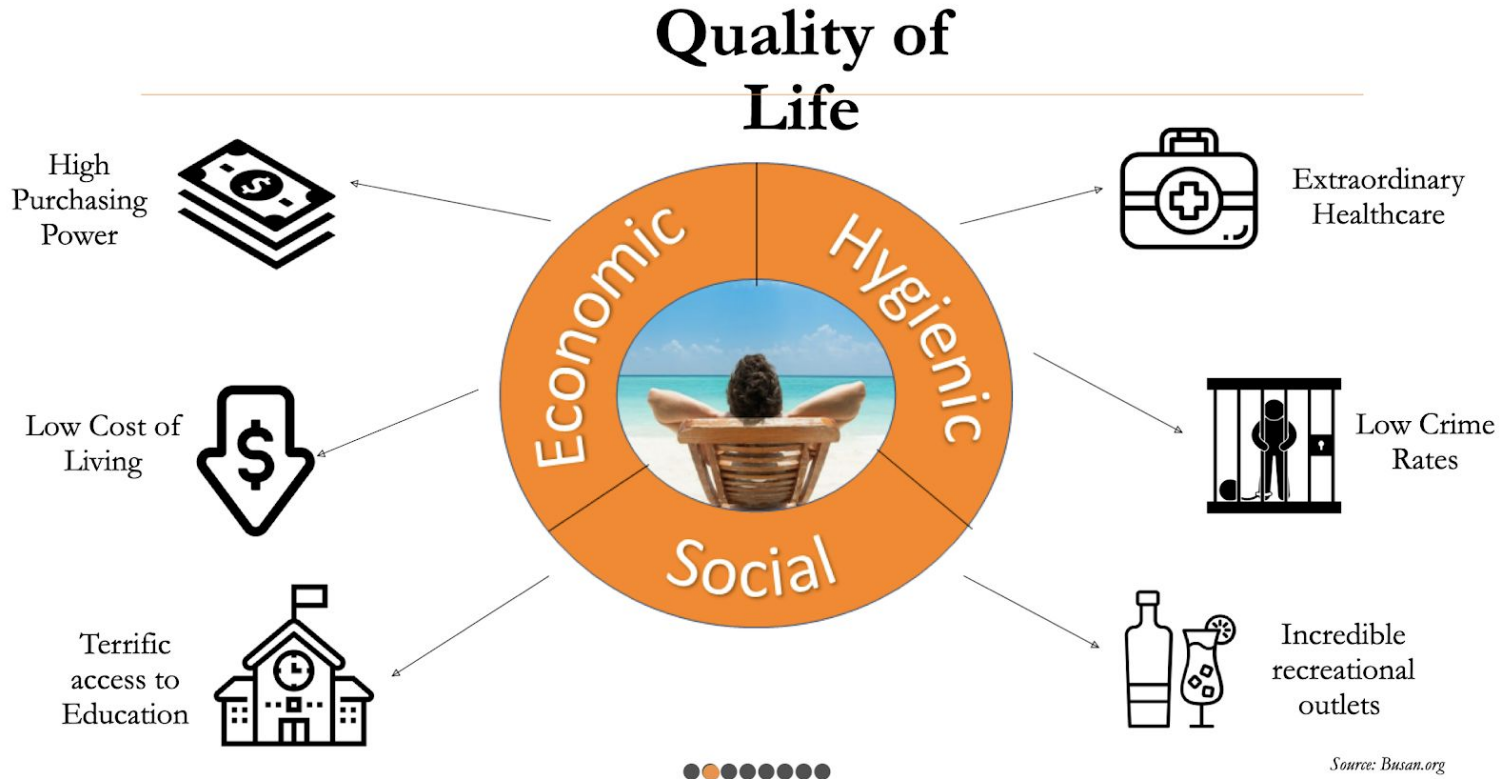 Quality of
Life
High
Purchasing
Power
Economic
Hygienic
Extraordinary
Healthcare
Low Cost of
Living
$
Low Crime
Rates
Social
Terrific
access to
Education
Incredible
recreational
outlets
Source: Busan.org